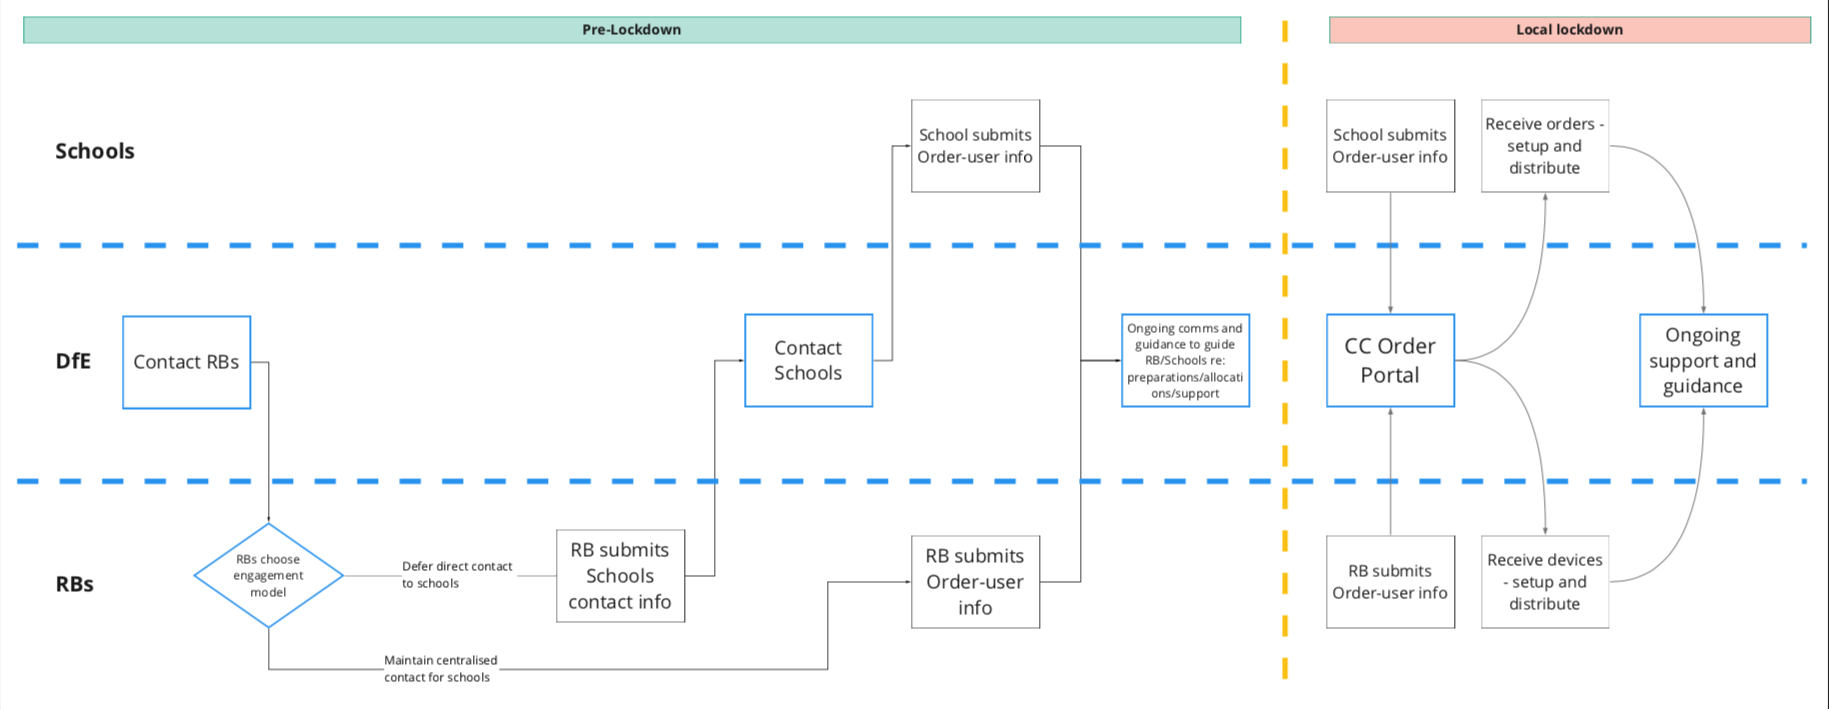 Pre-Lockdown
Local lockdown
Schools
School submits
Order-user info
School submits
Order-user info
Receive orders -
setup and
distribute
DfE
Contact RBs
Contact
Schools
Ongoing comms and
guidance to guide
RB/Schools re:
preparations/allocati
ons/support
CC Order
Portal
Ongoing
support and
guidance
RBs
RBs choose
engagement
model
Defer direct contact
to schools
RB submits
Schools
contact info
Maintain centralised
contact for schools
RB submits
Order-user
info
RB submits
Order-user info
Receive devices
- setup and
distribute